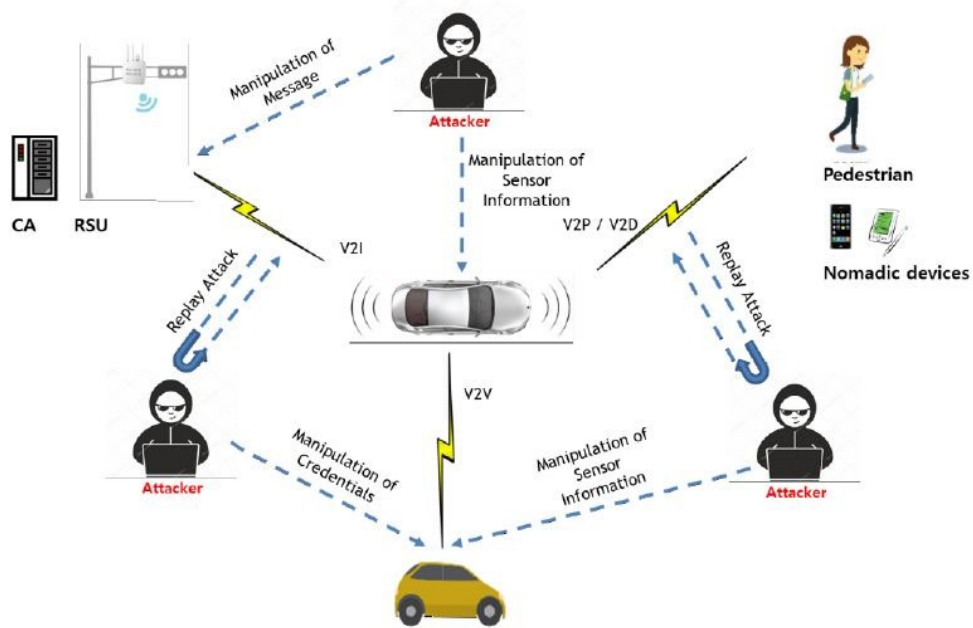 Manipulation of
Message
Attacker
Manipulation of
Sensor
Information
CA
RSU
V2I
V2P / V2D
Pedestrian
Nomadic devices
Replay Attack
Replay Attack
V2V
Attacker
Manipulation of
Credentials
Manipulation of
Sensor
Information
Attacker